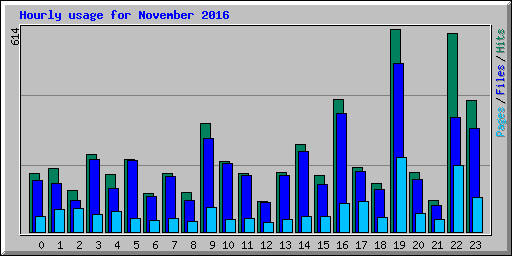 Hourly usage for November 2016
614
Pages / Files / Hits
0 1 2 3 4 5 6 7 8 9 10 11 12 13 14 15 16 17 18 19 20 21 22 23